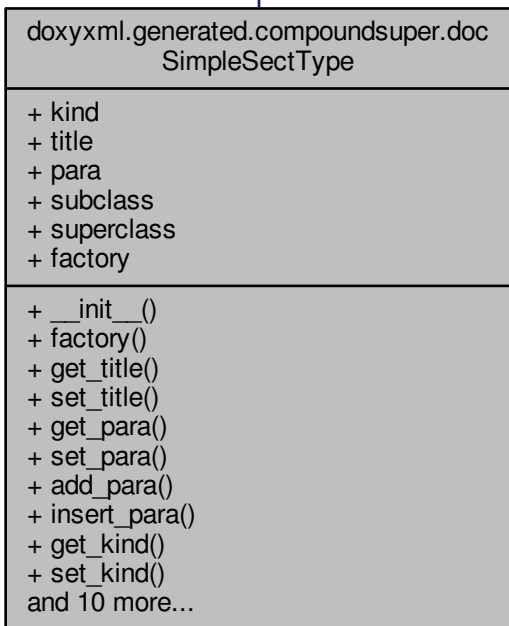 doxyxml.generated.compoundsuper.doc
SimpleSectType
+ kind
+ title
+ para
+ subclass
+ superclass
+ factory
+ __init__()
+ factory()
+ get_title()
+ set_title()
+ get_para()
+ set_para()
+ add_para()
+ insert_para()
+ get_kind()
+ set_kind()
and 10 more...